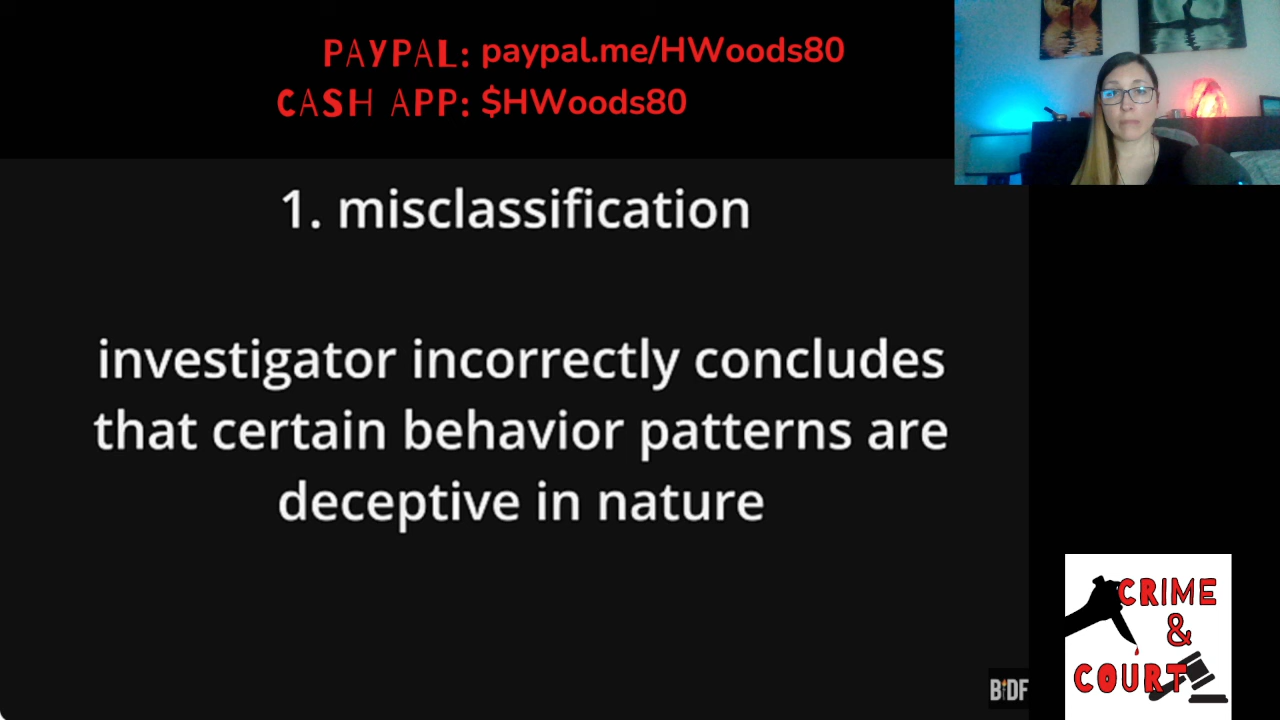 PAYPAL: paypal.me/HWoods80
CASH APP: $HWoods80
1. misclassification
investigator incorrectly concludes
that certain behavior patterns are
deceptive in nature
BIDF
CRIME
&
COURT